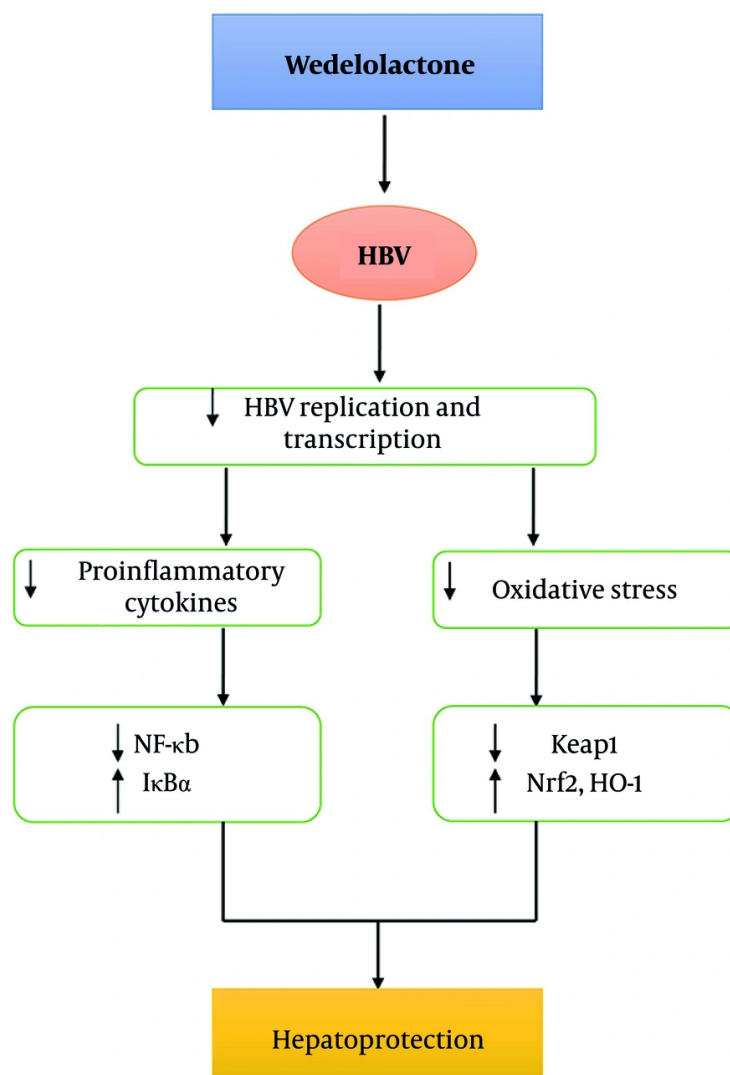 Wedelolactone
HBV
↓ HBV replication and
transcription
↓ Proinflammatory
cytokines
↓ Oxidative stress
↓ NF-κb
↑ IκBα
↓ Keap1
↑ Nrf2, HO-1
Hepatoprotection